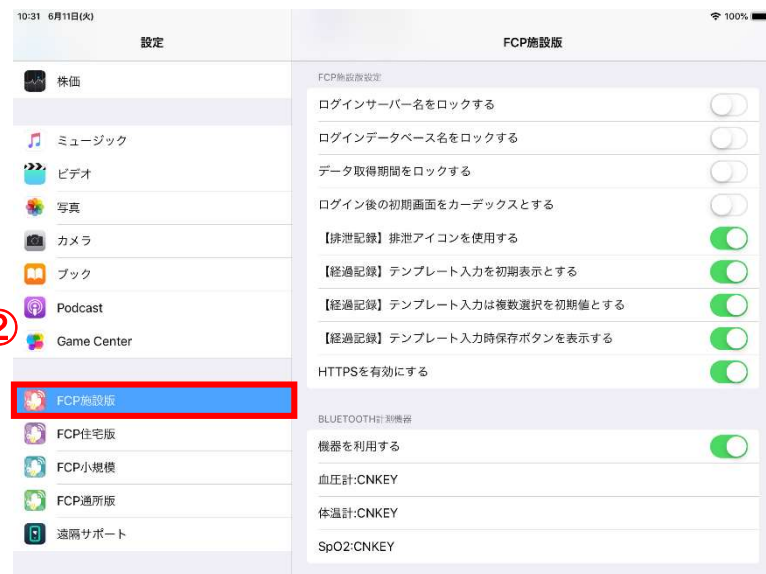 10:31 6月11日(火)
100%
設定
FCP施設版
株価
ミュージック
ビデオ
写真
カメラ
ブック
Podcast
②
Game Center
FCP施設版
FCP住宅版
FCP小規模
FCP通所版
遠隔サポート
FCP施設版設定
ログインサーバー名をロックする
ログインデータベース名をロックする
データ取得期間をロックする
ログイン後の初期画面をカーデックスとする
【排泄記録】排泄アイコンを使用する
【経過記録】テンプレート入力を初期表示とする
【経過記録】テンプレート入力は複数選択を初期値とする
【経過記録】テンプレート入力時保存ボタンを表示する
HTTPSを有効にする
BLUETOOTH計測機器
機器を利用する
血圧計:CNKEY
体温計:CNKEY
SpO2:CNKEY